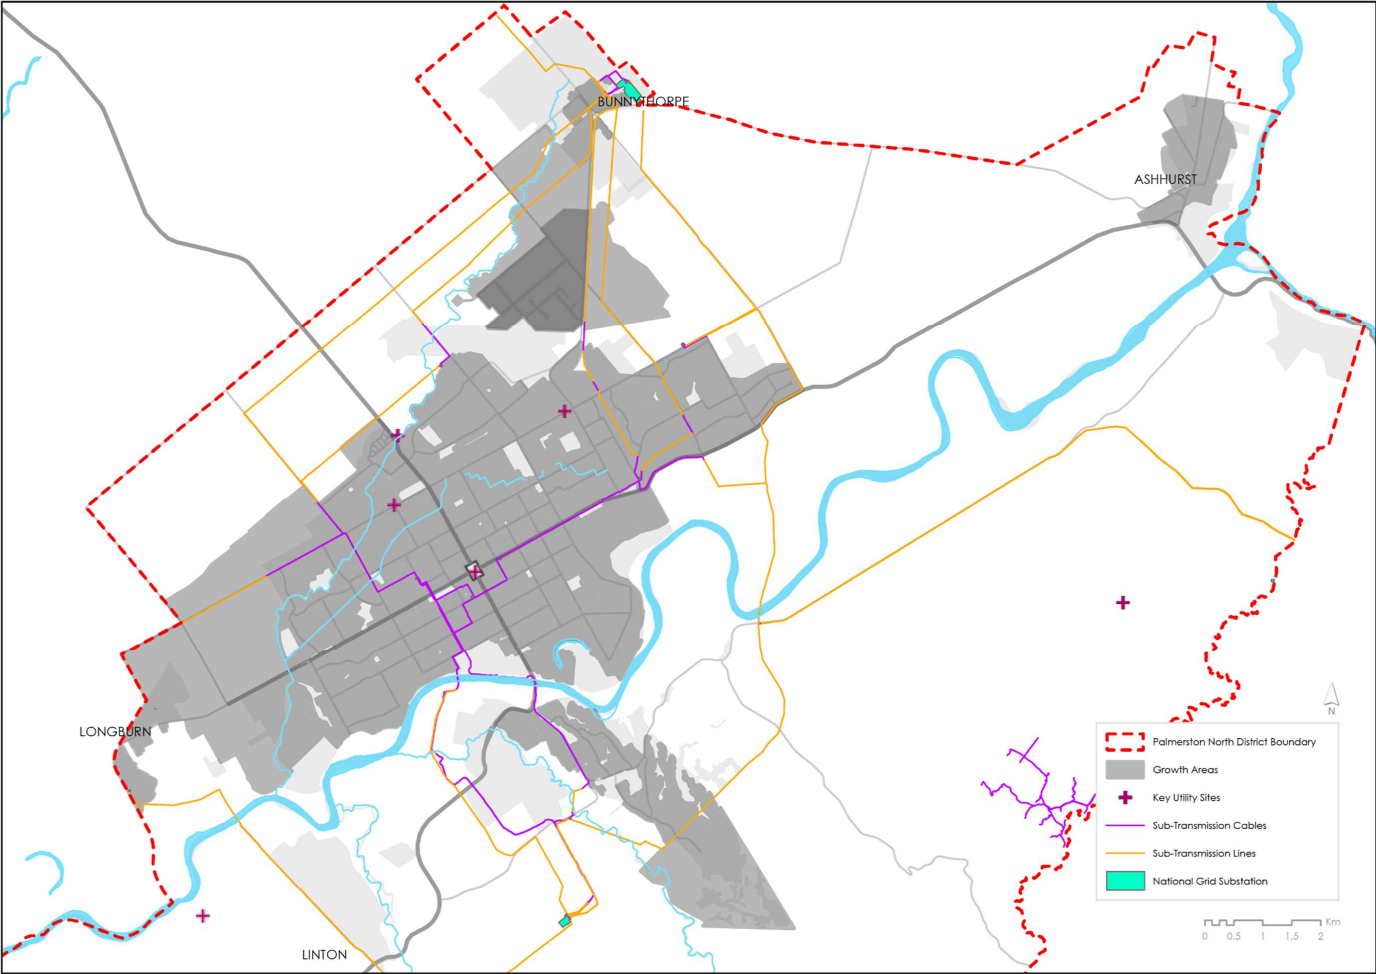 BUNNYTHORPE
ASHHURST
LONGBURN
LINTON
N
Palmerston North District Boundary
Growth Areas
Key Utility Sites
Sub-Transmission Cables
Sub-Transmission Lines
National Grid Substation
Km
0 0.5 1 1.5 2